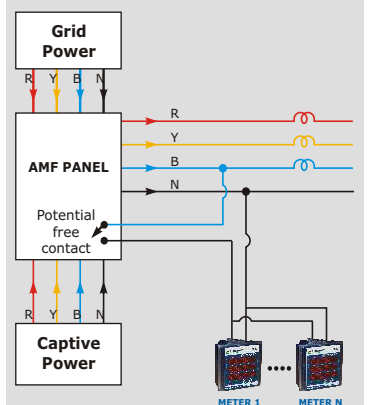 Grid
Power
R Y B N
R
Y
B
AMF PANEL
N
Potential
free
contact
R Y B N
Captive
Power
METER 1 METER N